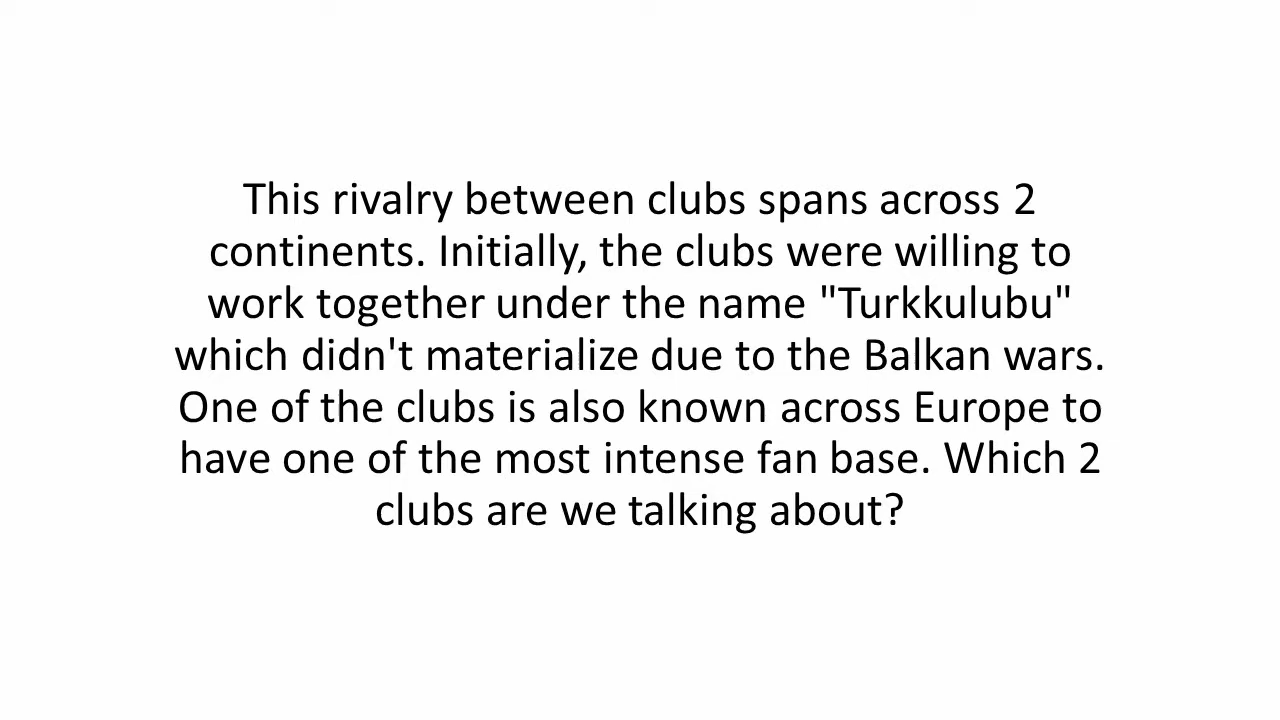 This rivalry between clubs spans across 2
continents. Initially, the clubs were willing to
work together under the name "Turkkulubu"
which didn't materialize due to the Balkan wars.
One of the clubs is also known across Europe to
have one of the most intense fan base. Which 2
clubs are we talking about?